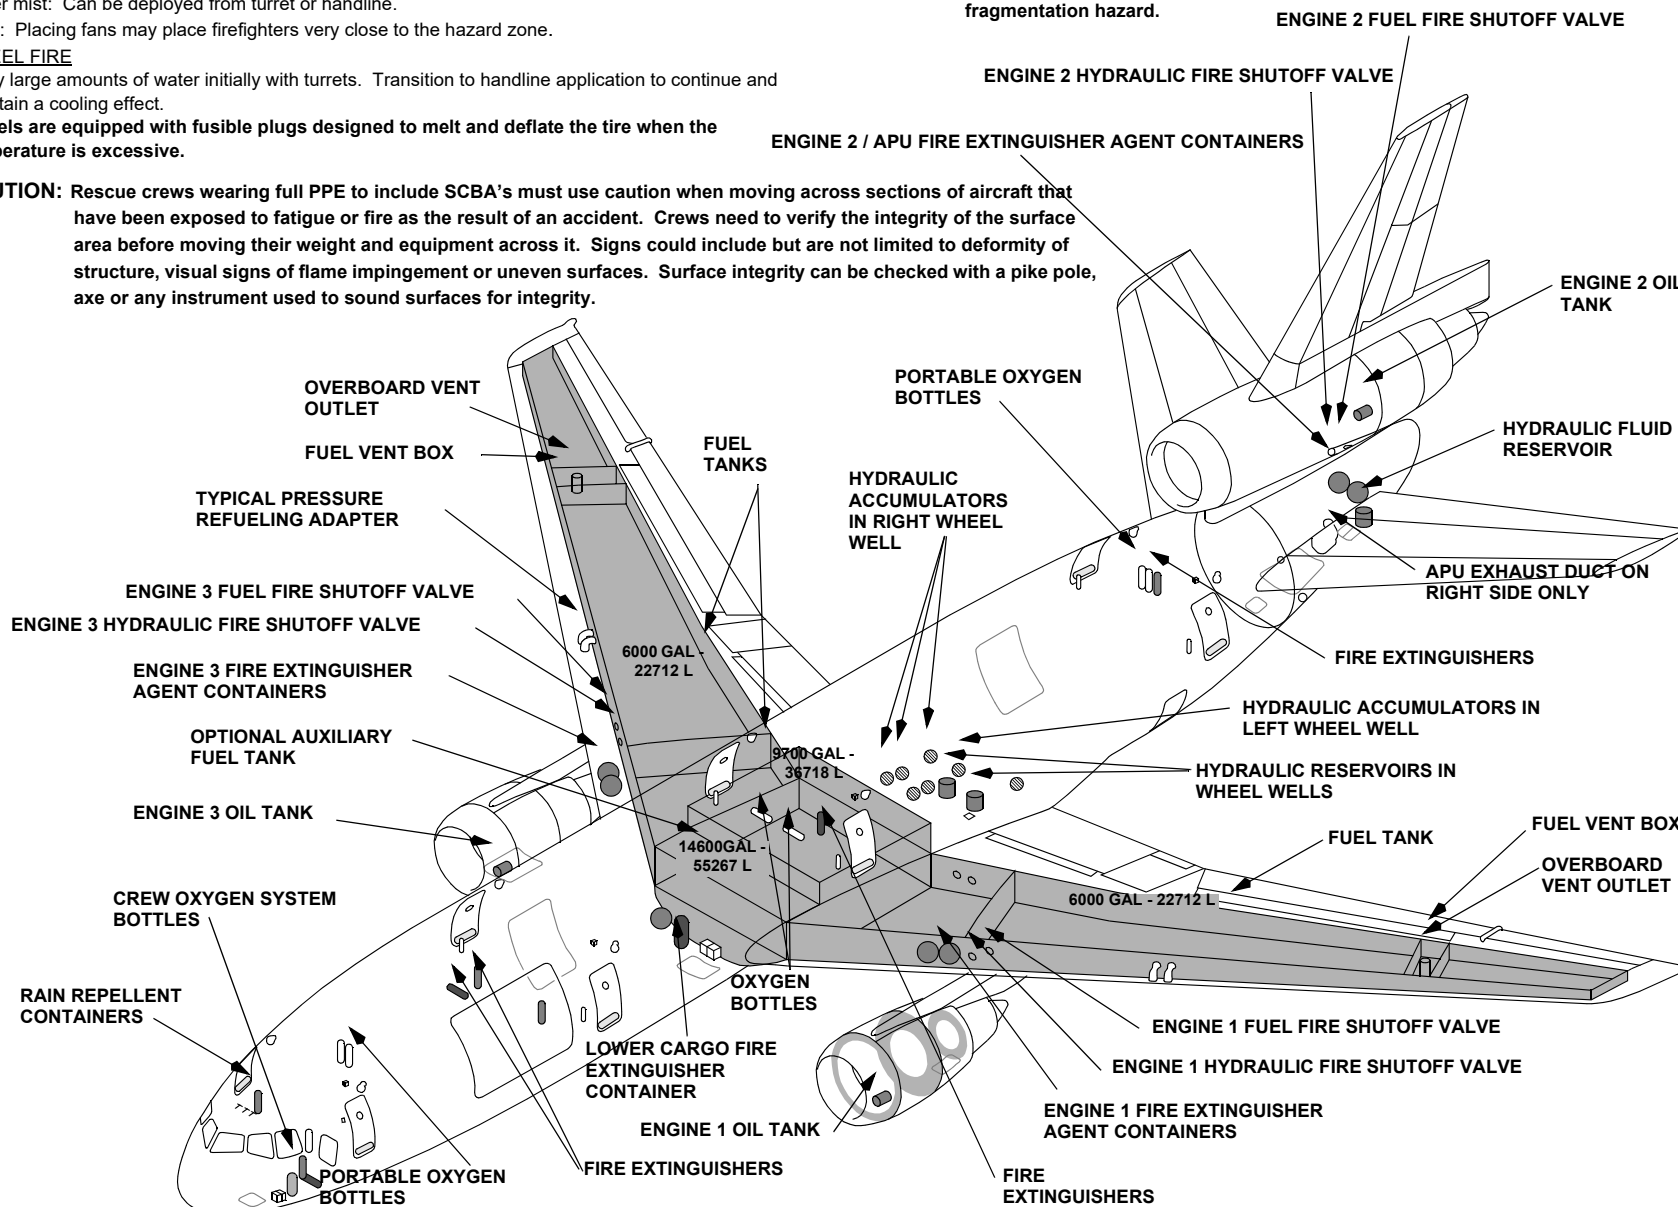 er mist: Can be deployed from turret or handline.
: Placing fans may place firefighters very close to the hazard zone.
EEL FIRE
y large amounts of water initially with turrets. Transition to handline application to continue and
tain a cooling effect.
els are equipped with fusible plugs designed to melt and deflate the tire when the
perature is excessive.
UTION: Rescue crews wearing full PPE to include SCBA's must use caution when moving across sections of aircraft that
have been exposed to fatigue or fire as the result of an accident. Crews need to verify the integrity of the surface
area before moving their weight and equipment across it. Signs could include but are not limited to deformity of
structure, visual signs of flame impingement or uneven surfaces. Surface integrity can be checked with a pike pole,
axe or any instrument used to sound surfaces for integrity.
fragmentation hazard.
ENGINE 2 FUEL FIRE SHUTOFF VALVE
ENGINE 2 HYDRAULIC FIRE SHUTOFF VALVE
ENGINE 2 / APU FIRE EXTINGUISHER AGENT CONTAINERS
ENGINE 2 OIL
TANK
PORTABLE OXYGEN
BOTTLES
HYDRAULIC FLUID
RESERVOIR
OVERBOARD VENT
OUTLET
FUEL VENT BOX
FUEL
TANKS
HYDRAULIC
ACCUMULATORS
IN RIGHT WHEEL
WELL
TYPICAL PRESSURE
REFUELING ADAPTER
APU EXHAUST DUCT ON
RIGHT SIDE ONLY
ENGINE 3 FUEL FIRE SHUTOFF VALVE
ENGINE 3 HYDRAULIC FIRE SHUTOFF VALVE
6000 GAL -
22712 L
FIRE EXTINGUISHERS
ENGINE 3 FIRE EXTINGUISHER
AGENT CONTAINERS
HYDRAULIC ACCUMULATORS IN
LEFT WHEEL WELL
OPTIONAL AUXILIARY
FUEL TANK
9700 GAL -
36718 L
HYDRAULIC RESERVOIRS IN
WHEEL WELLS
ENGINE 3 OIL TANK
14600GAL -
55267 L
FUEL TANK
FUEL VENT BOX
OVERBOARD
VENT OUTLET
6000 GAL - 22712 L
CREW OXYGEN SYSTEM
BOTTLES
RAIN REPELLENT
CONTAINERS
OXYGEN
BOTTLES
LOWER CARGO FIRE
EXTINGUISHER
CONTAINER
ENGINE 1 FUEL FIRE SHUTOFF VALVE
ENGINE 1 HYDRAULIC FIRE SHUTOFF VALVE
ENGINE 1 FIRE EXTINGUISHER
AGENT CONTAINERS
ENGINE 1 OIL TANK
FIRE EXTINGUISHERS
PORTABLE OXYGEN
BOTTLES
FIRE
EXTINGUISHERS